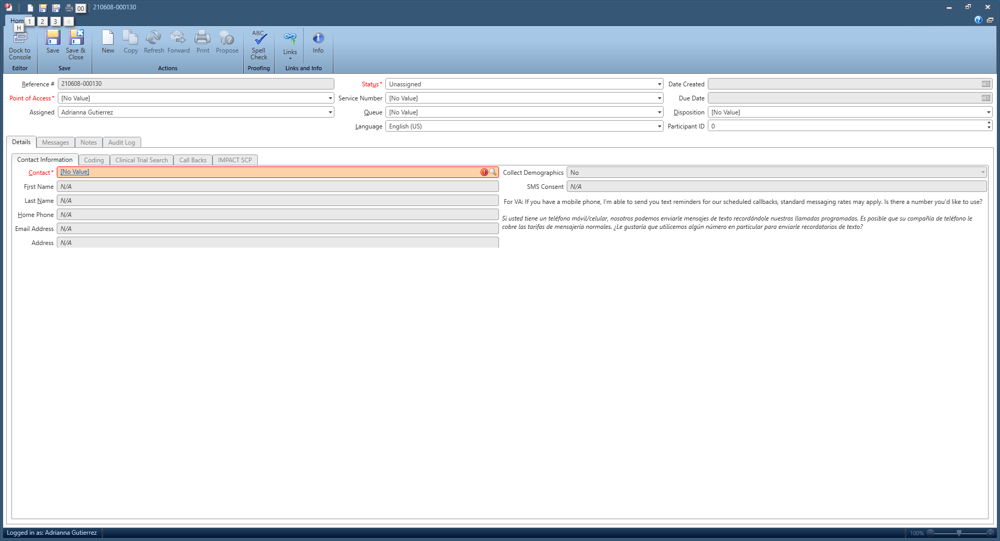 00
210608-000130
Home
H
1
2
3
4
Dock to
Console
Save
Save &
Close
New
Copy
Refresh
Forward
Print
Propose
ABC
Spell
Check
Links
Info
Editor
Save
Actions
Proofing
Links and Info
Reference # 210608-000130
Status * Unassigned
Date Created
Point of Access * [No Value]
Service Number [No Value]
Due Date
Assigned Adrianna Gutierrez
Queue [No Value]
Disposition [No Value]
Language English (US)
Participant ID 0
Details Messages Notes Audit Log
Contact Information Coding Clinical Trial Search Call Backs IMPACT SCP
Contact * [No Value]
Collect Demographics No
First Name N/A
SMS Consent N/A
Last Name N/A
Home Phone N/A
Email Address N/A
Address N/A
For VA: If you have a mobile phone, I'm able to send you text reminders for our scheduled callbacks, standard messaging rates may apply. Is there a number you'd like to use?
Si usted tiene un teléfono móvil/celular, nosotros podemos enviarle mensajes de texto recordándole nuestras llamadas programadas. Es posible que su compañía de teléfono le
cobre las tarifas de mensajería normales. ¿Le gustaría que utilicemos algún número en particular para enviarle recordatorios de texto?
Logged in as: Adrianna Gutierrez
100%